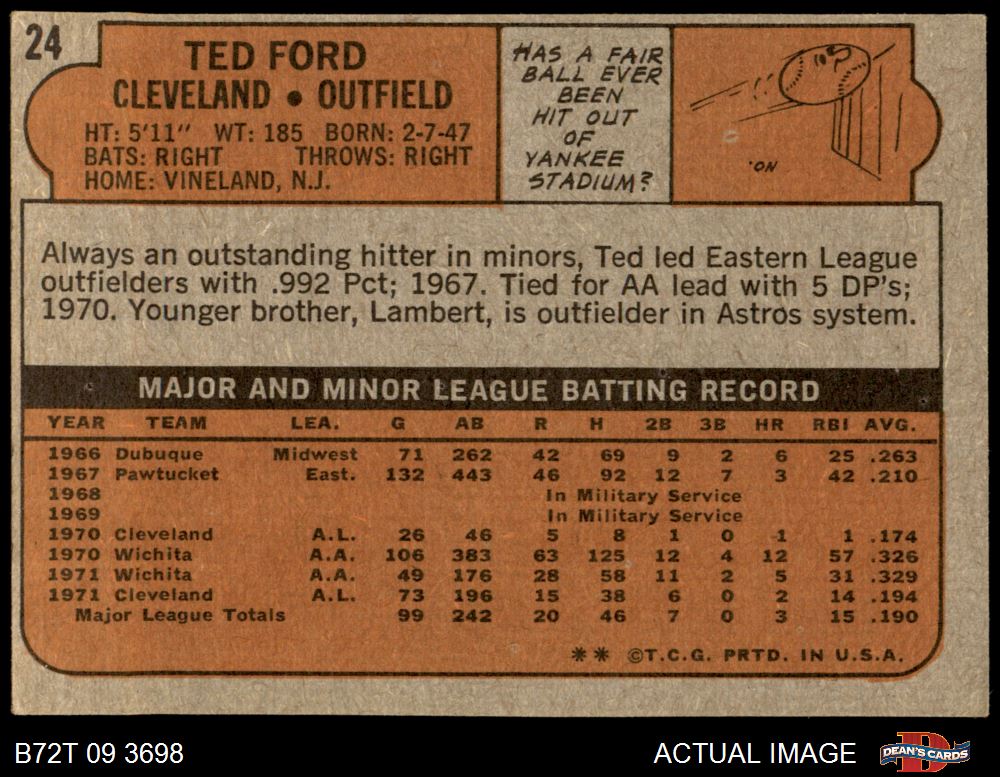 24
TED FORD
CLEVELAND • OUTFIELD
HT: 5'11" WT: 185 BORN: 2-7-47
BATS: RIGHT THROWS: RIGHT
HOME: VINELAND, N.J.
HAS A FAIR
BALL EVER
BEEN
HIT OUT
OF
YANKEE
STADIUM?
'ON
Always an outstanding hitter in minors, Ted led Eastern League
outfielders with .992 Pct; 1967. Tied for AA lead with 5 DP's;
1970. Younger brother, Lambert, is outfielder in Astros system.
MAJOR AND MINOR LEAGUE BATTING RECORD
YEAR TEAM LEA. G AB R H 2B 3B HR RBI AVG.
1966 Dubuque Midwest 71 262 42 69 9 2 6 25 .263
1967 Pawtucket East. 132 443 46 92 12 7 3 42 .210
1968 In Military Service
1969 In Military Service
1970 Cleveland A.L. 26 46 5 8 1 0 1 1 .174
1970 Wichita A.A. 106 383 63 125 12 4 12 57 .326
1971 Wichita A.A. 49 176 28 58 11 2 5 31 .329
1971 Cleveland A.L. 73 196 15 38 6 0 2 14 .194
Major League Totals 99 242 20 46 7 0 3 15 .190
** ©T.C.G. PRTD. IN U.S.A.
B72T 09 3698
ACTUAL IMAGE
DEAN'S CARDS